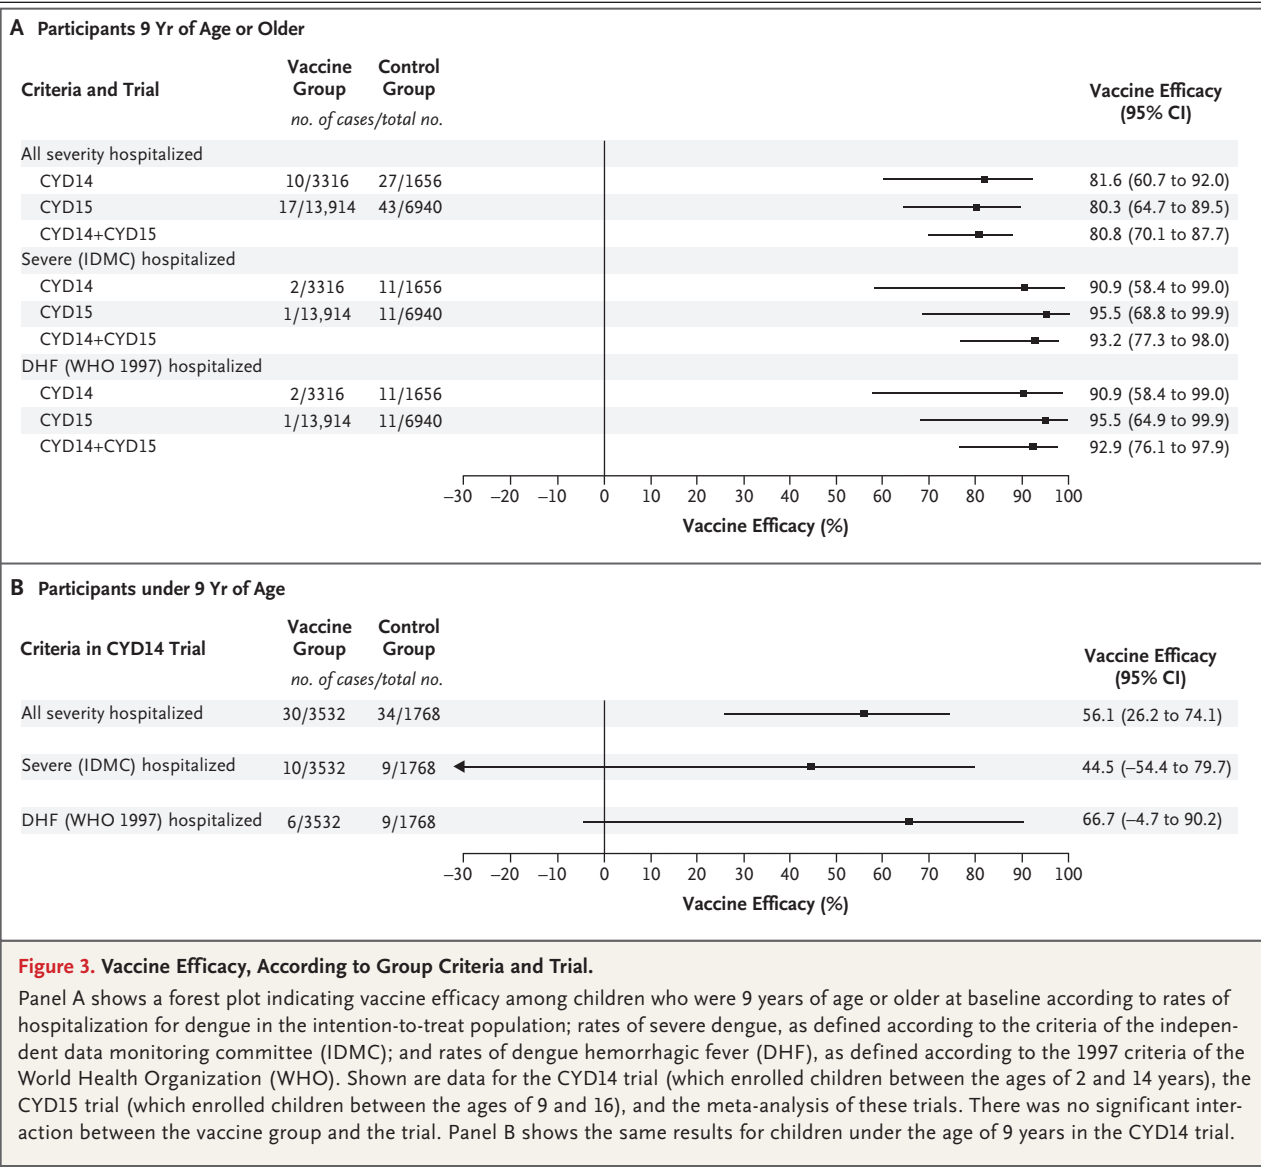 A Participants 9 Yr of Age or Older
Criteria and Trial
Vaccine Group
Control Group
Vaccine Efficacy (95% CI)
no. of cases/total no.
All severity hospitalized
CYD14 10/3316 27/1656 81.6 (60.7 to 92.0)
CYD15 17/13,914 43/6940 80.3 (64.7 to 89.5)
CYD14+CYD15 80.8 (70.1 to 87.7)
Severe (IDMC) hospitalized
CYD14 2/3316 11/1656 90.9 (58.4 to 99.0)
CYD15 1/13,914 11/6940 95.5 (68.8 to 99.9)
CYD14+CYD15 93.2 (77.3 to 98.0)
DHF (WHO 1997) hospitalized
CYD14 2/3316 11/1656 90.9 (58.4 to 99.0)
CYD15 1/13,914 11/6940 95.5 (64.9 to 99.9)
CYD14+CYD15 92.9 (76.1 to 97.9)
–30 –20 –10 0 10 20 30 40 50 60 70 80 90 100
Vaccine Efficacy (%)
B Participants under 9 Yr of Age
Criteria in CYD14 Trial
Vaccine Group
Control Group
Vaccine Efficacy (95% CI)
no. of cases/total no.
All severity hospitalized 30/3532 34/1768 56.1 (26.2 to 74.1)
Severe (IDMC) hospitalized 10/3532 9/1768 44.5 (–54.4 to 79.7)
DHF (WHO 1997) hospitalized 6/3532 9/1768 66.7 (–4.7 to 90.2)
–30 –20 –10 0 10 20 30 40 50 60 70 80 90 100
Vaccine Efficacy (%)
Figure 3. Vaccine Efficacy, According to Group Criteria and Trial.
Panel A shows a forest plot indicating vaccine efficacy among children who were 9 years of age or older at baseline according to rates of
hospitalization for dengue in the intention-to-treat population; rates of severe dengue, as defined according to the criteria of the indepen-
dent data monitoring committee (IDMC); and rates of dengue hemorrhagic fever (DHF), as defined according to the 1997 criteria of the
World Health Organization (WHO). Shown are data for the CYD14 trial (which enrolled children between the ages of 2 and 14 years), the
CYD15 trial (which enrolled children between the ages of 9 and 16), and the meta-analysis of these trials. There was no significant inter-
action between the vaccine group and the trial. Panel B shows the same results for children under the age of 9 years in the CYD14 trial.